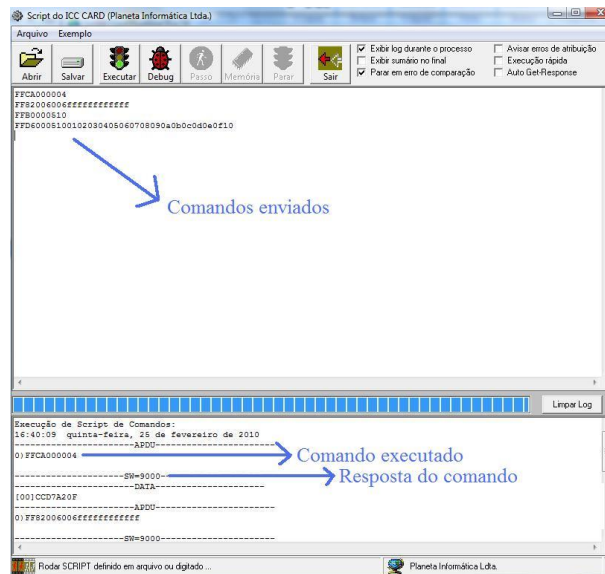 Script do ICC CARD (Planeta Informática Ltda.)
Arquivo Exemplo
Abrir Salvar Executar Debug Passo Memória Parar Sair
Exibir log durante o processo
Exibir sumário no final
Parar em erro de comparação
Avisar erros de atribuição
Execução rápida
Auto Get-Response
FFCA000004
FF82006006ffffffffffff
FFB0000510
FFD6000510010203040506070809 0a0b0c0d0e0f10
Comandos enviados
Limpar Log
Execução de Script de Comandos:
16:40:09 quinta-feira, 25 de fevereiro de 2010
--------------------APDU--------------------
0)FFCA000004
Comando executado
------------------SW=9000--------------------
Resposta do comando
--------------------DATA--------------------
[00]CCD7A20F
--------------------APDU--------------------
0)FF82006006ffffffffffff
------------------SW=9000--------------------
Rodar SCRIPT definido em arquivo ou digitado ...
Planeta Informática Ldta.